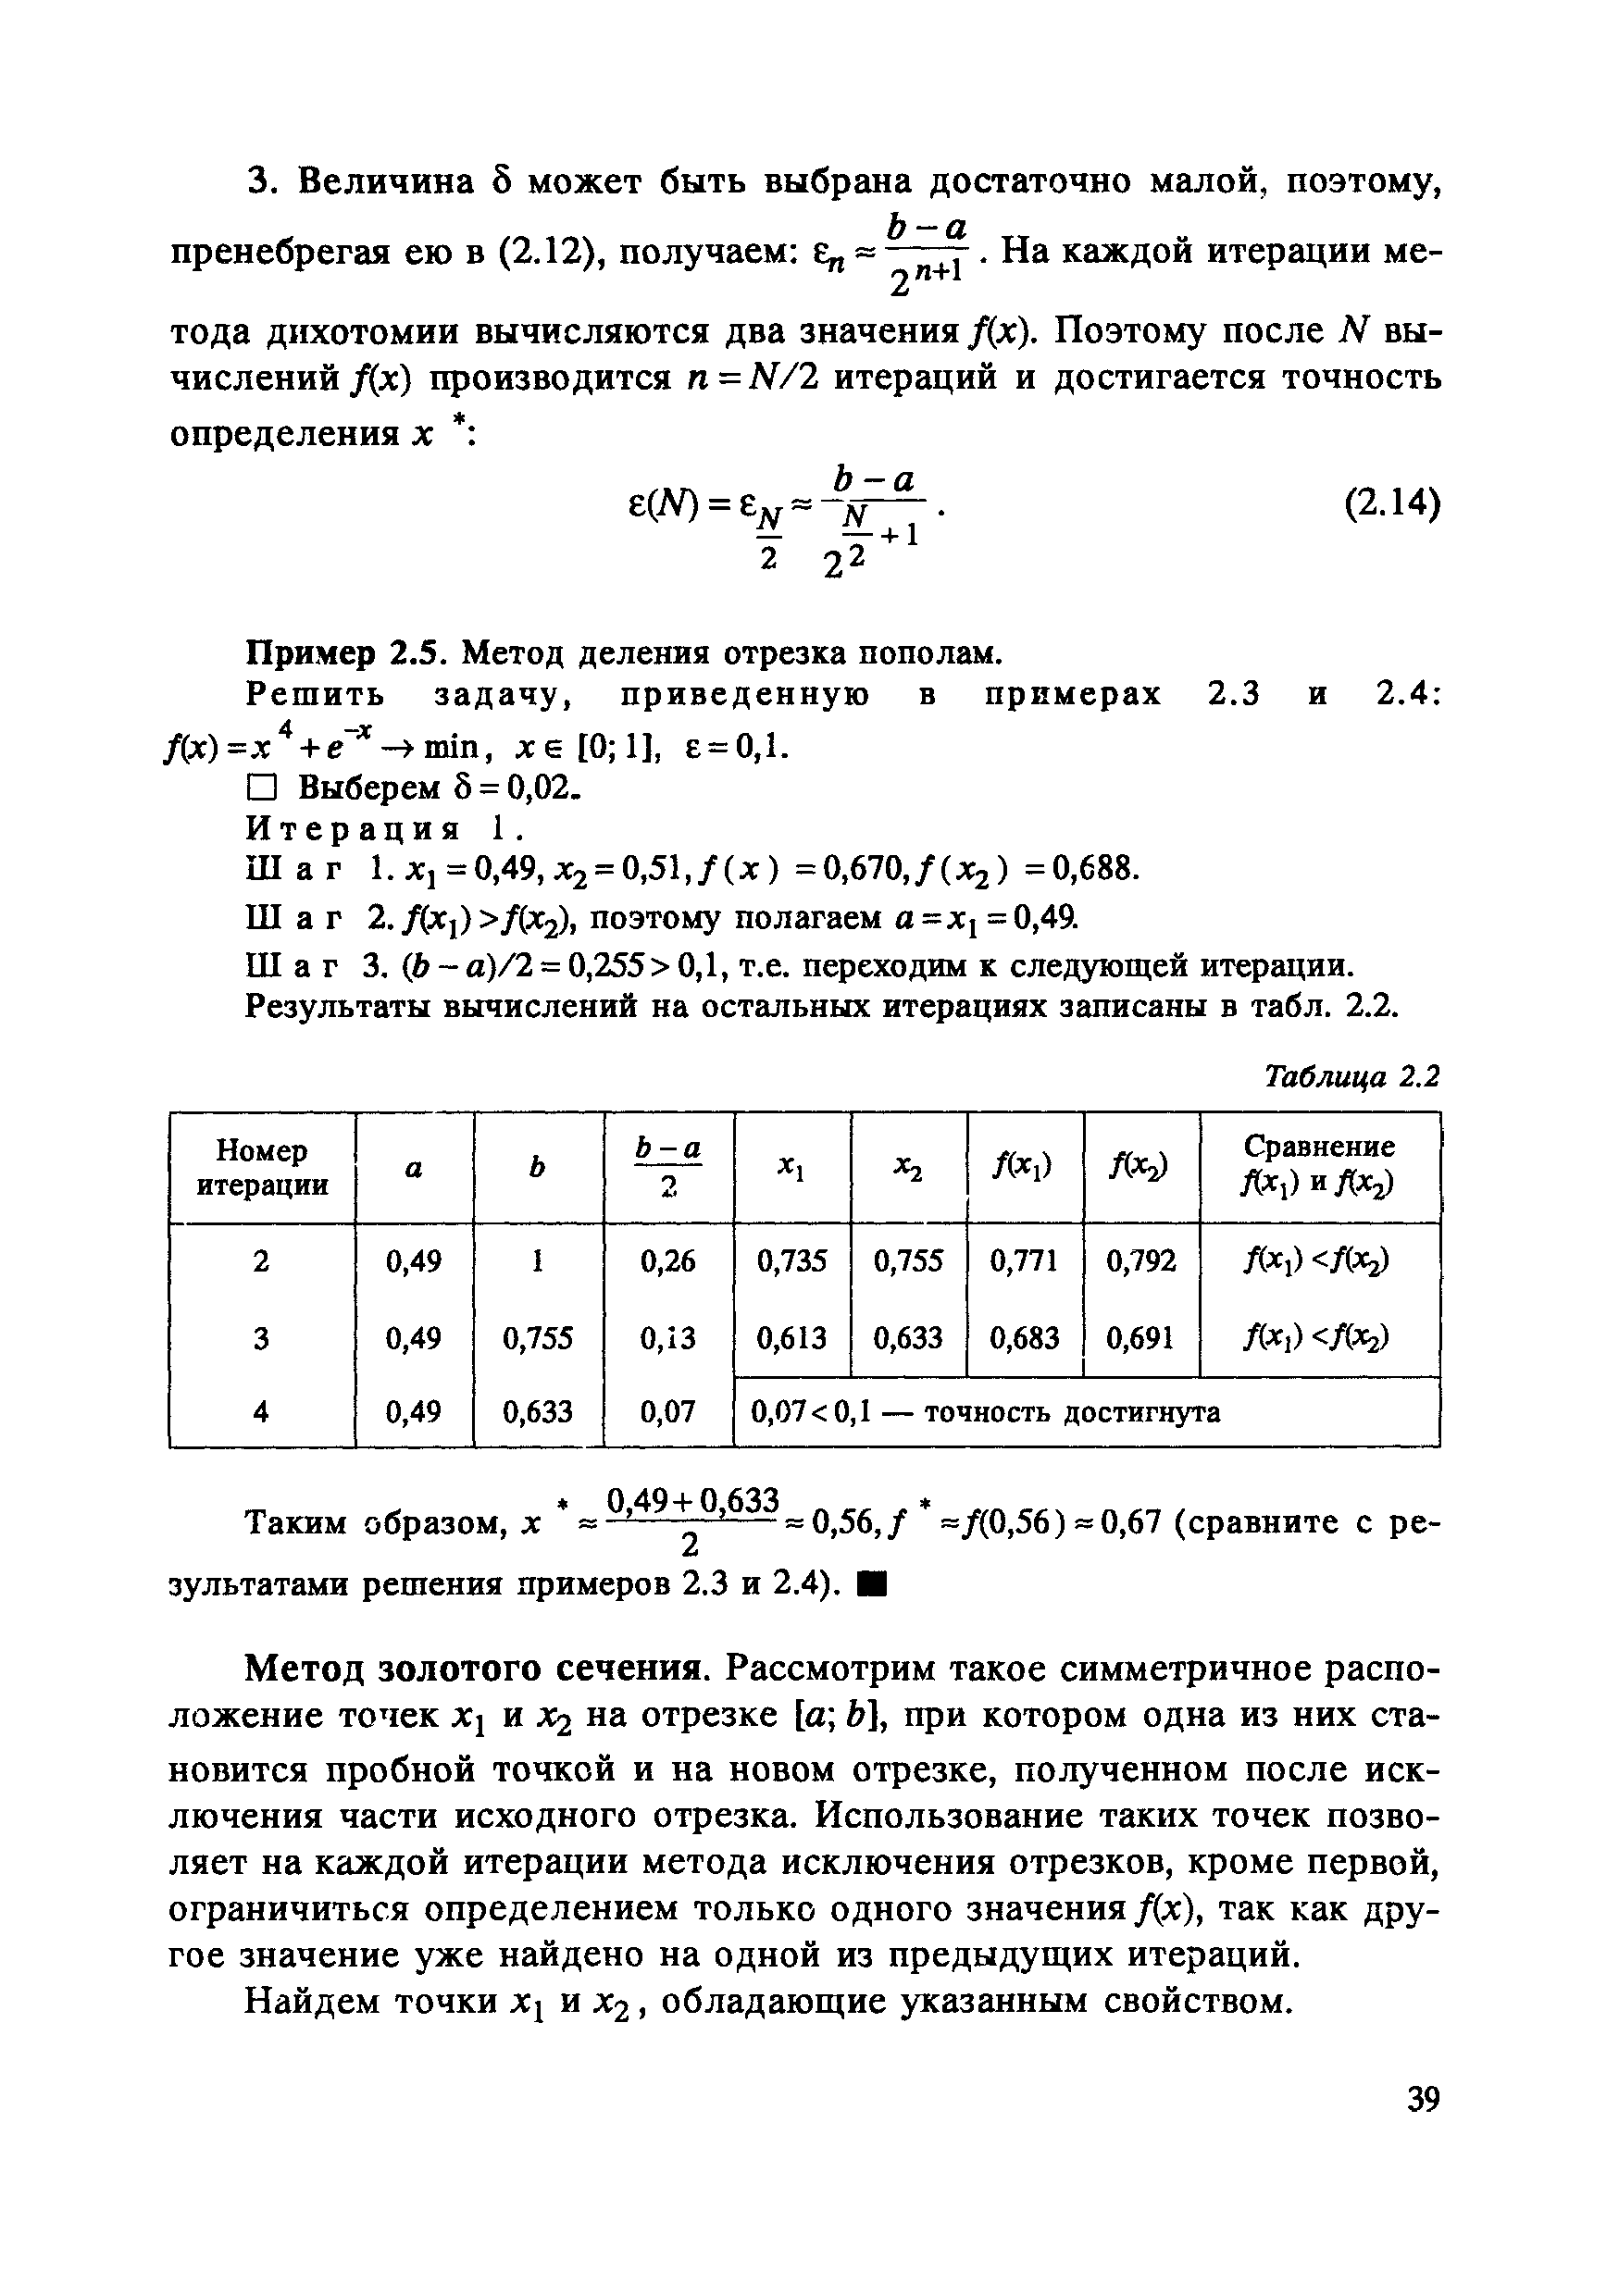 3. Величина δ может быть выбрана достаточно малой, поэтому,
пренебрегая ею в (2.12), получаем: εₙ ≈ (b − a)/2ⁿ⁺¹. На каждой итерации ме-
тода дихотомии вычисляются два значения f(x). Поэтому после N вы-
числений f(x) производится n = N/2 итераций и достигается точность
определения x *:
ε(N) = ε_{N/2} ≈ (b − a)/2^{N/2 + 1}. (2.14)
Пример 2.5. Метод деления отрезка пополам.
Решить задачу, приведенную в примерах 2.3 и 2.4:
f(x) = x⁴ + e⁻ˣ → min, x ∈ [0; 1], ε = 0,1.
□ Выберем δ = 0,02.
Итерация 1.
Шаг 1. x₁ = 0,49, x₂ = 0,51, f(x) = 0,670, f(x₂) = 0,688.
Шаг 2. f(x₁) > f(x₂), поэтому полагаем a = x₁ = 0,49.
Шаг 3. (b − a)/2 = 0,255 > 0,1, т.е. переходим к следующей итерации.
Результаты вычислений на остальных итерациях записаны в табл. 2.2.
Таблица 2.2
Номер итерации a b (b − a)/2 x₁ x₂ f(x₁) f(x₂) Сравнение f(x₁) и f(x₂)
2 0,49 1 0,26 0,735 0,755 0,771 0,792 f(x₁) < f(x₂)
3 0,49 0,755 0,13 0,613 0,633 0,683 0,691 f(x₁) < f(x₂)
4 0,49 0,633 0,07 0,07 < 0,1 — точность достигнута
Таким образом, x * ≈ (0,49 + 0,633)/2 ≈ 0,56, f * ≈ f(0,56) ≈ 0,67 (сравните с ре-
зультатами решения примеров 2.3 и 2.4). ■
Метод золотого сечения. Рассмотрим такое симметричное распо-
ложение точек x₁ и x₂ на отрезке [a; b], при котором одна из них ста-
новится пробной точкой и на новом отрезке, полученном после иск-
лючения части исходного отрезка. Использование таких точек позво-
ляет на каждой итерации метода исключения отрезков, кроме первой,
ограничиться определением только одного значения f(x), так как дру-
гое значение уже найдено на одной из предыдущих итераций.
Найдем точки x₁ и x₂, обладающие указанным свойством.
39